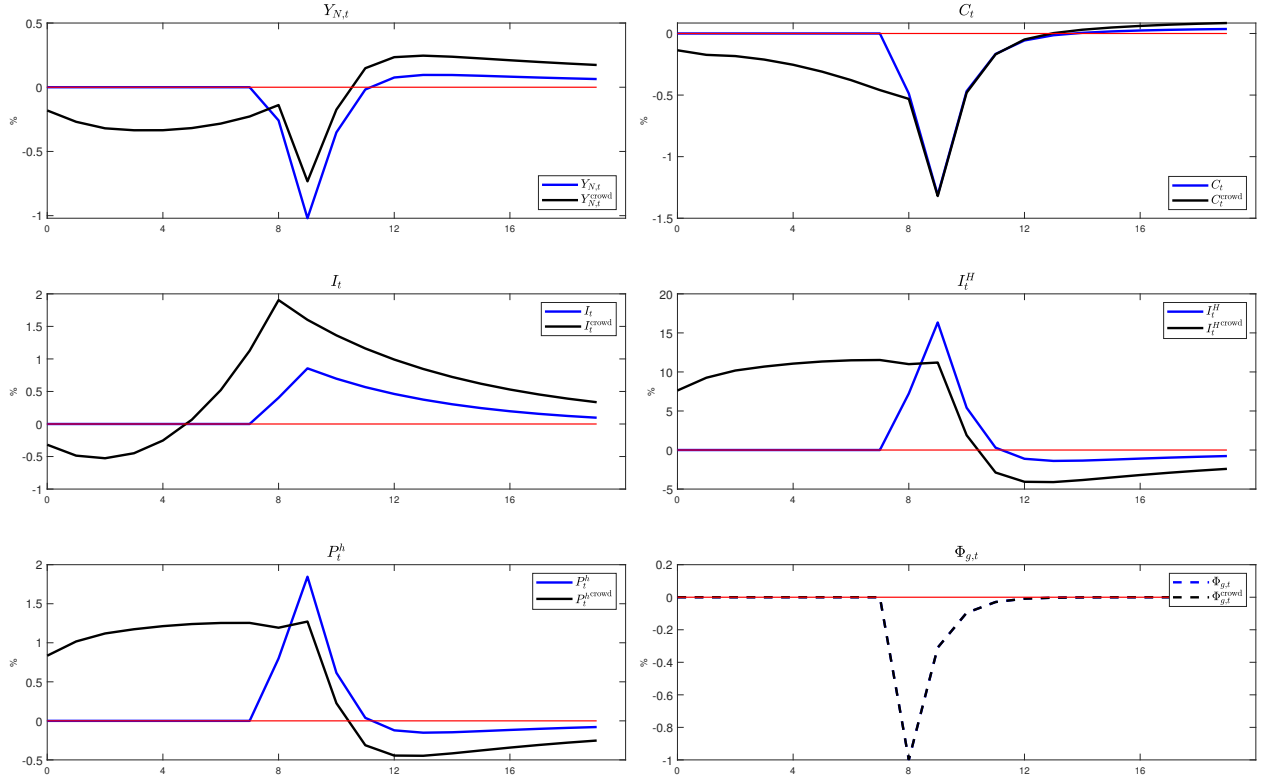 Y_{N,t}
0.5
0
-0.5
-1
%
0 4 8 12 16
Y_{N,t}
Y_{N,t}^{crowd}
C_t
0
-0.5
-1
-1.5
%
0 4 8 12 16
C_t
C_t^{crowd}
I_t
2
1.5
1
0.5
0
-0.5
-1
%
0 4 8 12 16
I_t
I_t^{crowd}
I_t^H
20
15
10
5
0
-5
%
0 4 8 12 16
I_t^H
I_t^{H^{crowd}}
P_t^h
2
1.5
1
0.5
0
-0.5
%
0 4 8 12 16
P_t^h
P_t^{h^{crowd}}
Φ_{g,t}
0.2
0
-0.2
-0.4
-0.6
-0.8
-1
%
0 4 8 12 16
Φ_{g,t}
Φ_{g,t}^{crowd}